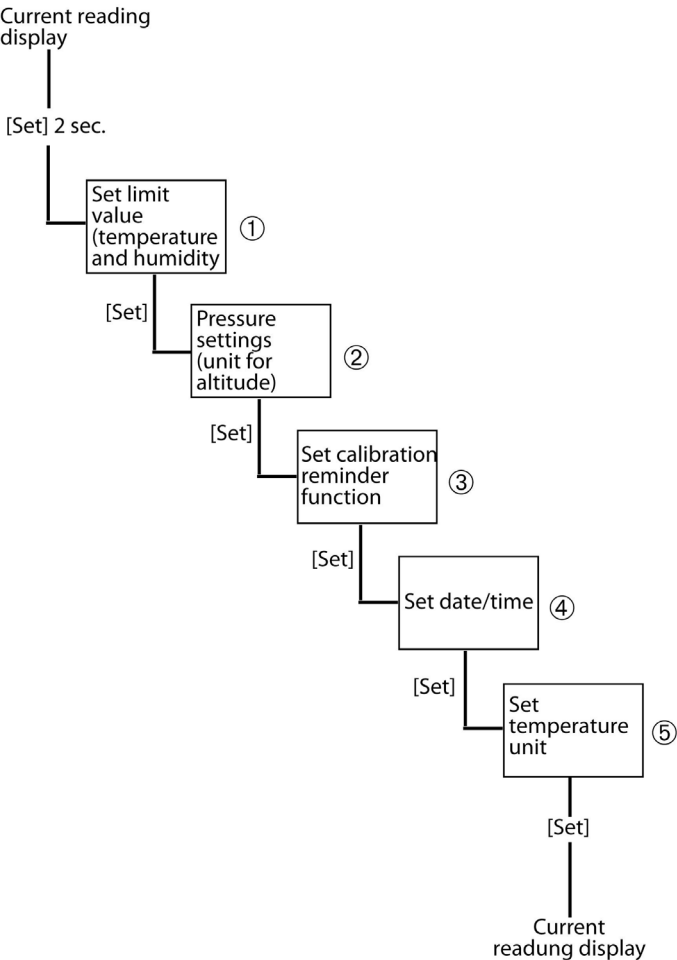 Current reading
display
[Set] 2 sec.
Set limit
value
(temperature
and humidity
①
[Set]
Pressure
settings
(unit for
altitude)
②
[Set]
Set calibration
reminder
function
③
[Set]
Set date/time
④
[Set]
Set
temperature
unit
⑤
[Set]
Current
readung display